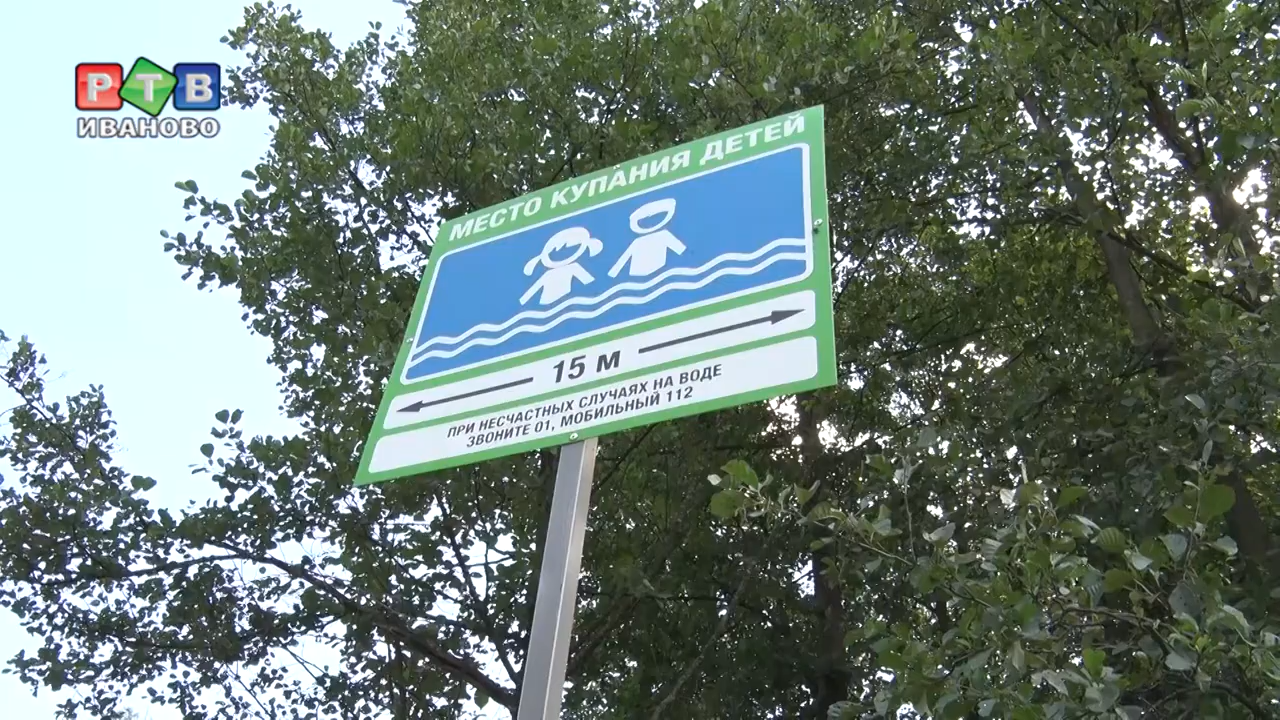 РТВ
ИВАНОВО
МЕСТО КУПАНИЯ ДЕТЕЙ
15 м
ПРИ НЕСЧАСТНЫХ СЛУЧАЯХ НА ВОДЕ
ЗВОНИТЕ 01, МОБИЛЬНЫЙ 112